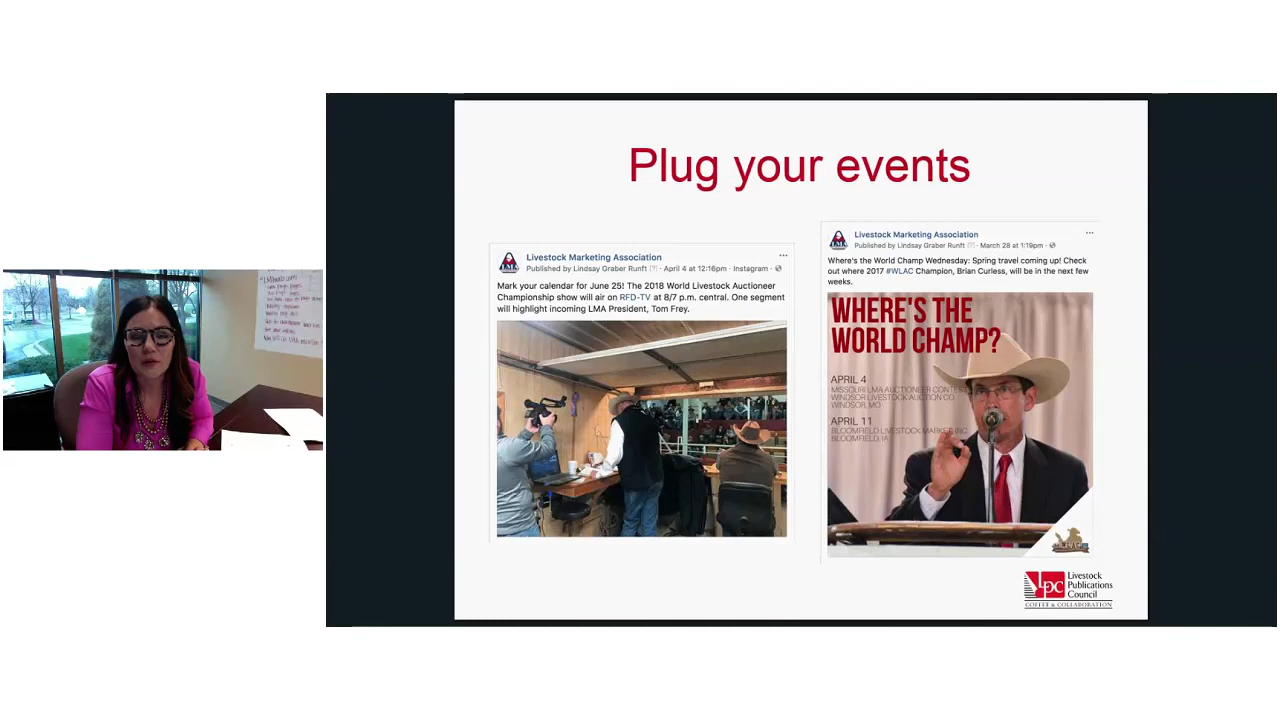 Plug your events
Livestock Marketing Association
Published by Lindsay Graber Runft [?] · April 4 at 12:16pm · Instagram ·
Mark your calendar for June 25! The 2018 World Livestock Auctioneer
Championship show will air on RFD-TV at 8/7 p.m. central. One segment
will highlight incoming LMA President, Tom Frey.
Livestock Marketing Association
Published by Lindsay Graber Runft [?] · March 28 at 1:19pm ·
Where's the World Champ Wednesday: Spring travel coming up! Check
out where 2017 #WLAC Champion, Brian Curless, will be in the next few
weeks.
WHERE'S THE
WORLD CHAMP?
APRIL 4
MISSOURI LMA AUCTIONEER CONTEST
WINDSOR LIVESTOCK AUCTION CO
WINDSOR, MO
APRIL 11
BLOOMFIELD LIVESTOCK MARKET INC.
BLOOMFIELD, IA
LPC
Livestock
Publications
Council
COFFEE & COLLABORATION